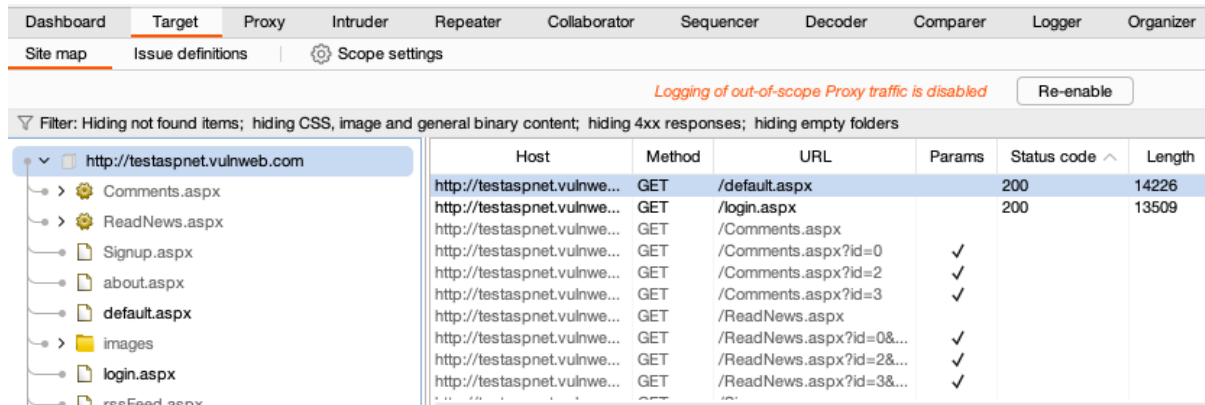 Dashboard Target Proxy Intruder Repeater Collaborator Sequencer Decoder Comparer Logger Organizer
Site map Issue definitions Scope settings
Logging of out-of-scope Proxy traffic is disabled Re-enable
Filter: Hiding not found items; hiding CSS, image and general binary content; hiding 4xx responses; hiding empty folders
http://testaspnet.vulnweb.com
Comments.aspx
ReadNews.aspx
Signup.aspx
about.aspx
default.aspx
images
login.aspx
rssFeed.aspx
Host Method URL Params Status code Length
http://testaspnet.vulnwe... GET /default.aspx 200 14226
http://testaspnet.vulnwe... GET /login.aspx 200 13509
http://testaspnet.vulnwe... GET /Comments.aspx
http://testaspnet.vulnwe... GET /Comments.aspx?id=0 ✓
http://testaspnet.vulnwe... GET /Comments.aspx?id=2 ✓
http://testaspnet.vulnwe... GET /Comments.aspx?id=3 ✓
http://testaspnet.vulnwe... GET /ReadNews.aspx
http://testaspnet.vulnwe... GET /ReadNews.aspx?id=0&... ✓
http://testaspnet.vulnwe... GET /ReadNews.aspx?id=2&... ✓
http://testaspnet.vulnwe... GET /ReadNews.aspx?id=3&... ✓